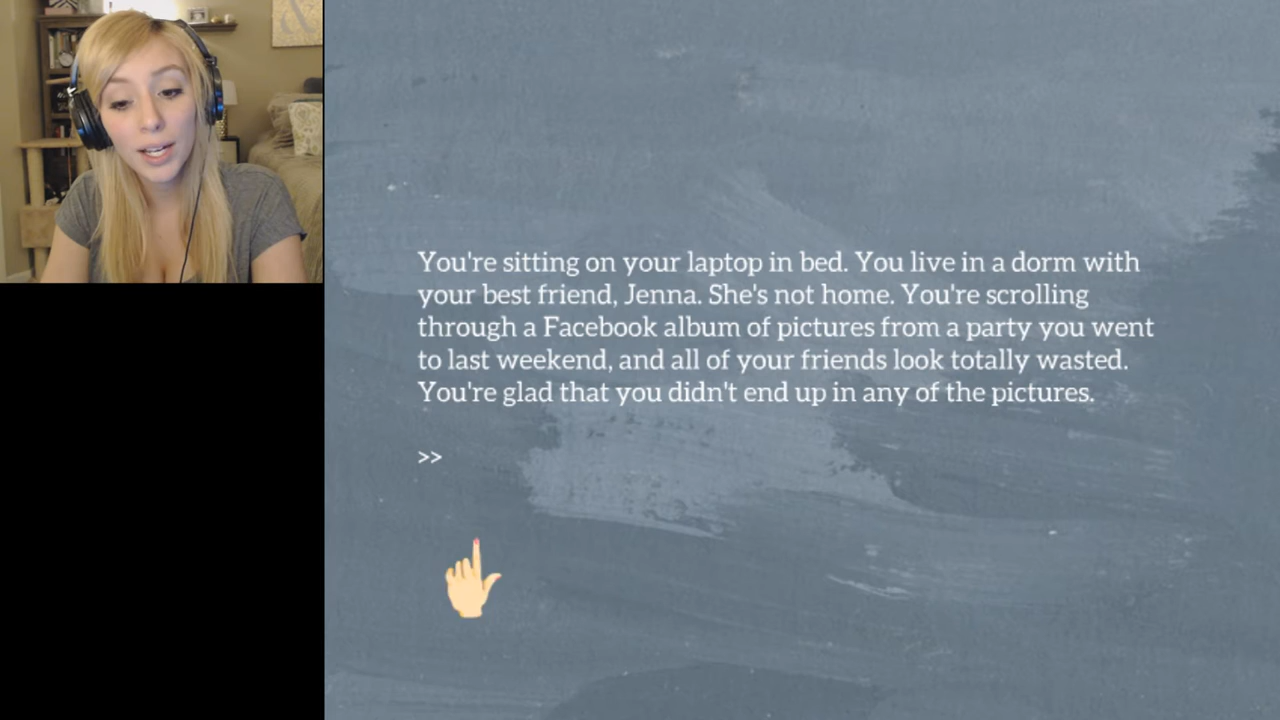 You're sitting on your laptop in bed. You live in a dorm with
your best friend, Jenna. She's not home. You're scrolling
through a Facebook album of pictures from a party you went
to last weekend, and all of your friends look totally wasted.
You're glad that you didn't end up in any of the pictures.
>>
&